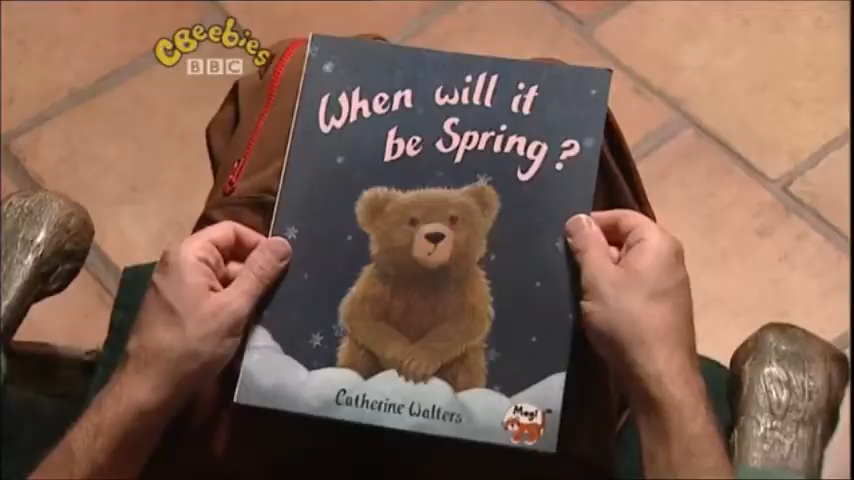 CBeebies
BBC
When will it
be Spring?
Catherine Walters
Magi